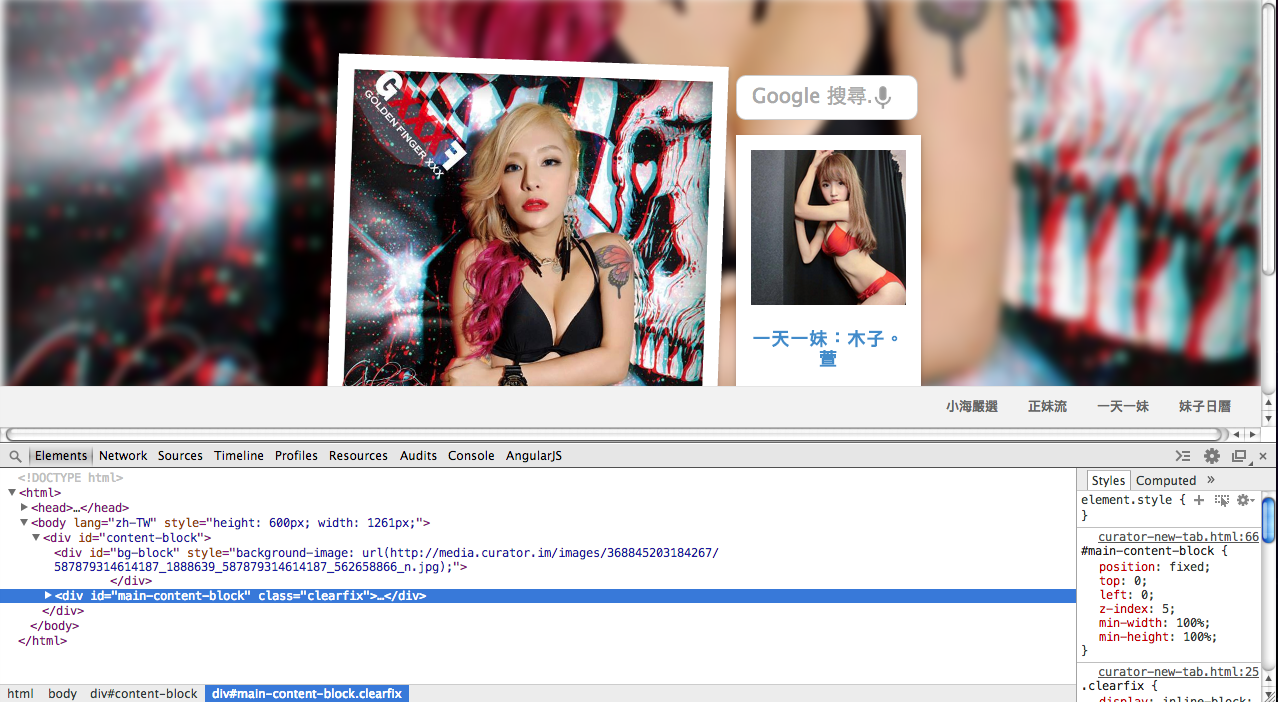 GXXXE
GOLDEN FINGER XXX
Google 搜尋.
一天一妹：木子。
萱
小海嚴選 正妹流 一天一妹 妹子日曆
Elements Network Sources Timeline Profiles Resources Audits Console AngularJS
<!DOCTYPE html>
<html>
<head>…</head>
<body lang="zh-TW" style="height: 600px; width: 1261px;">
<div id="content-block">
<div id="bg-block" style="background-image: url(http://media.curator.im/images/368845203184267/
587879314614187_1888639_587879314614187_562658866_n.jpg);">
</div>
<div id="main-content-block" class="clearfix">…</div>
</div>
</body>
</html>
html body div#content-block div#main-content-block.clearfix
Styles Computed »
element.style {
}
curator-new-tab.html:66
#main-content-block {
position: fixed;
top: 0;
left: 0;
z-index: 5;
min-width: 100%;
min-height: 100%;
}
curator-new-tab.html:25
.clearfix {
display: inline-block;